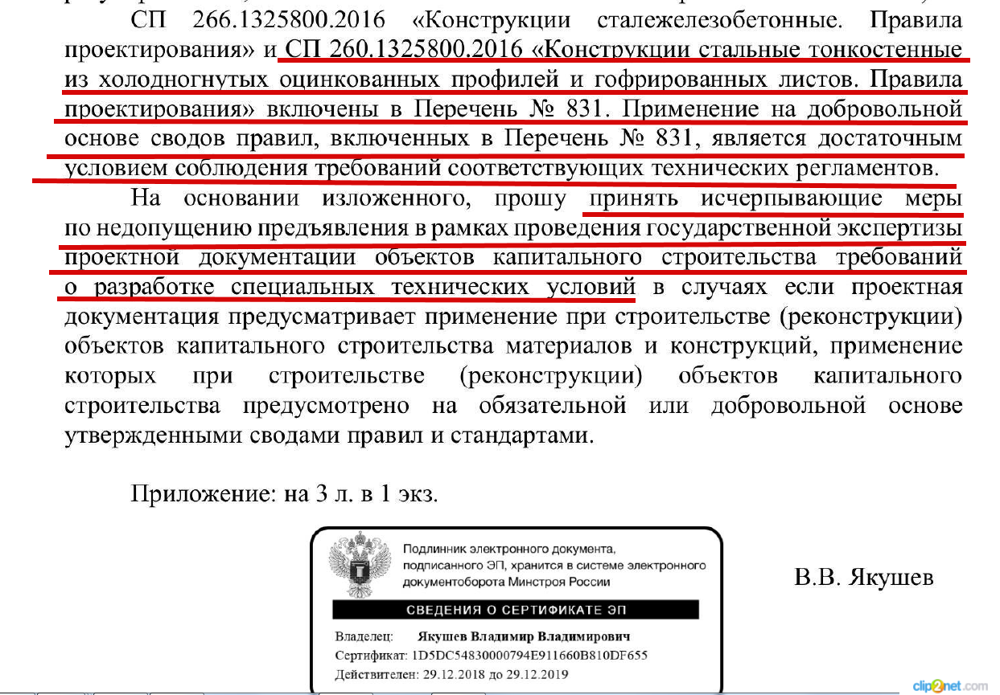 СП 266.1325800.2016 «Конструкции сталежелезобетонные. Правила
проектирования» и СП 260.1325800.2016 «Конструкции стальные тонкостенные
из холодногнутых оцинкованных профилей и гофрированных листов. Правила
проектирования» включены в Перечень № 831. Применение на добровольной
основе сводов правил, включенных в Перечень № 831, является достаточным
условием соблюдения требований соответствующих технических регламентов.
На основании изложенного, прошу принять исчерпывающие меры
по недопущению предъявления в рамках проведения государственной экспертизы
проектной документации объектов капитального строительства требований
о разработке специальных технических условий в случаях если проектная
документация предусматривает применение при строительстве (реконструкции)
объектов капитального строительства материалов и конструкций, применение
которых при строительстве (реконструкции) объектов капитального
строительства предусмотрено на обязательной или добровольной основе
утвержденными сводами правил и стандартами.
Приложение: на 3 л. в 1 экз.
Подлинник электронного документа,
подписанного ЭП, хранится в системе электронного
документоборота Минстроя России
В.В. Якушев
СВЕДЕНИЯ О СЕРТИФИКАТЕ ЭП
Владелец: Якушев Владимир Владимирович
Сертификат: 1D5DC54830000794E911660B810DF655
Действителен: 29.12.2018 до 29.12.2019
clip2net.com